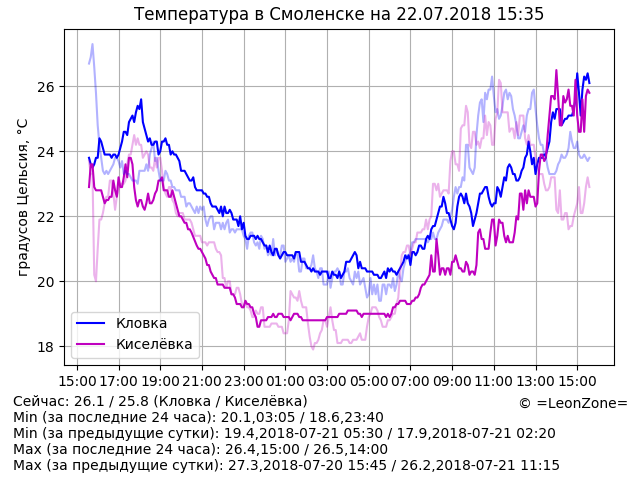 Температура в Смоленске на 22.07.2018 15:35
градусов Цельсия, °C
26
24
22
20
18
Кловка
Киселёвка
15:00 17:00 19:00 21:00 23:00 01:00 03:00 05:00 07:00 09:00 11:00 13:00 15:00
Сейчас: 26.1 / 25.8 (Кловка / Киселёвка)
© =LeonZone=
Min (за последние 24 часа): 20.1,03:05 / 18.6,23:40
Min (за предыдущие сутки): 19.4,2018-07-21 05:30 / 17.9,2018-07-21 02:20
Max (за последние 24 часа): 26.4,15:00 / 26.5,14:00
Max (за предыдущие сутки): 27.3,2018-07-20 15:45 / 26.2,2018-07-21 11:15